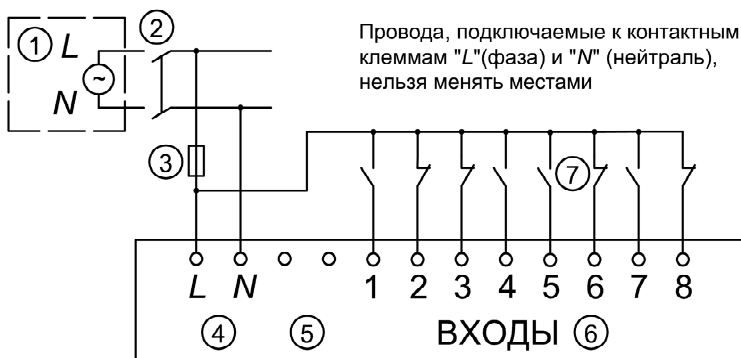 1 L
~
N
2
Провода, подключаемые к контактным
клеммам "L"(фаза) и "N" (нейтраль),
нельзя менять местами
3
7
L N 1 2 3 4 5 6 7 8
4 5 ВХОДЫ 6